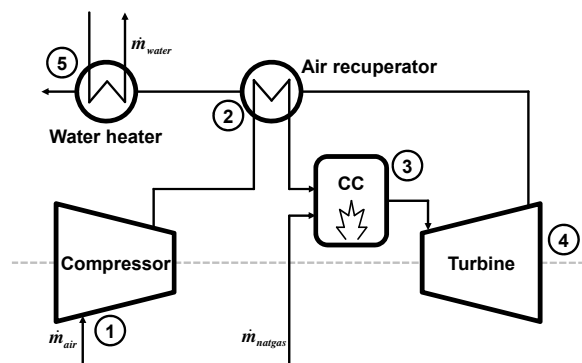 5
ṁwater
Air recuperator
Water heater
2
CC
3
Compressor
Turbine
4
1
ṁair
ṁnatgas